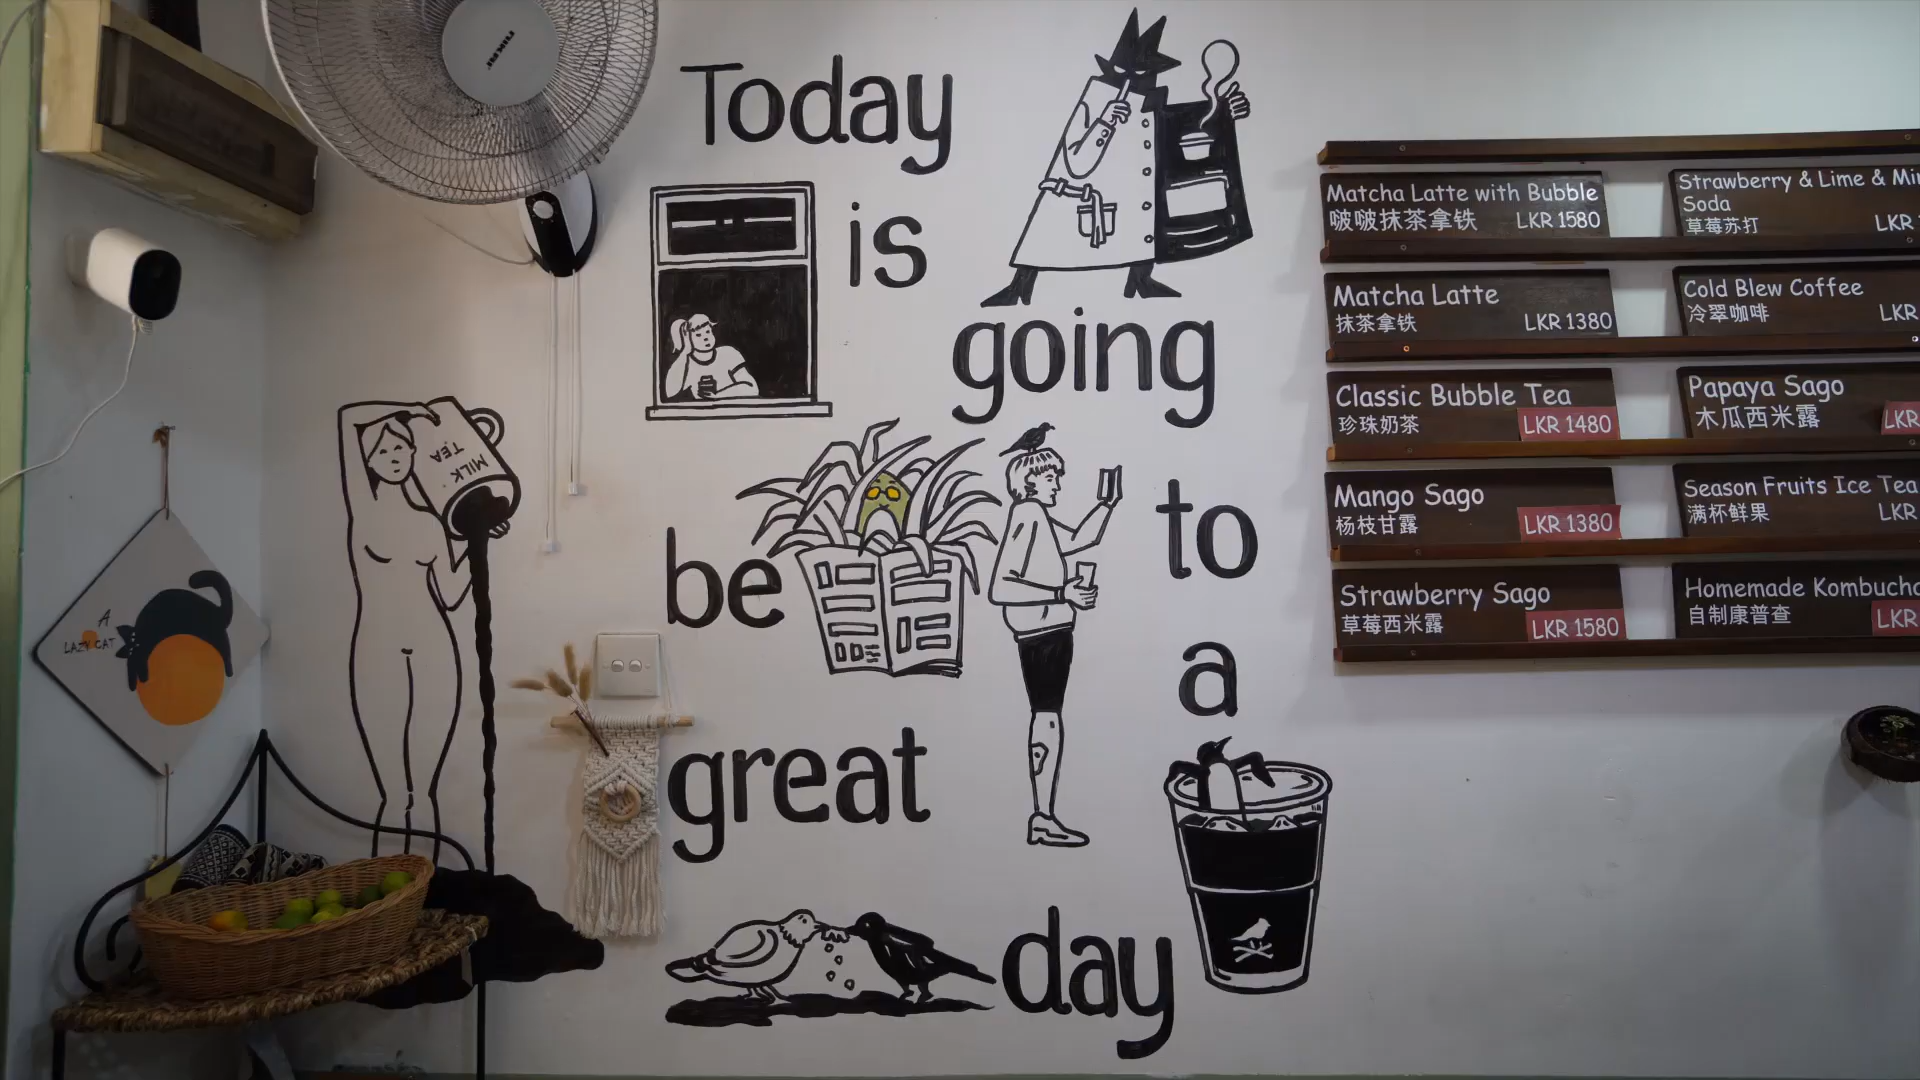 NIKAI
Today
is
going
be
to
a
great
day
MILK
TEA
A
LAZY CAT
Matcha Latte with Bubble
啵啵抹茶拿铁 LKR 1580
Matcha Latte
抹茶拿铁 LKR 1380
Classic Bubble Tea
珍珠奶茶 LKR 1480
Mango Sago
杨枝甘露 LKR 1380
Strawberry Sago
草莓西米露 LKR 1580
Strawberry & Lime &
Soda
草莓苏打 LKR
Cold Blew Coffee
冷翠咖啡 LKR
Papaya Sago
木瓜西米露 LKR
Season Fruits Ice Tea
满杯鲜果 LKR
Homemade Kombucha
自制康普查 LKR